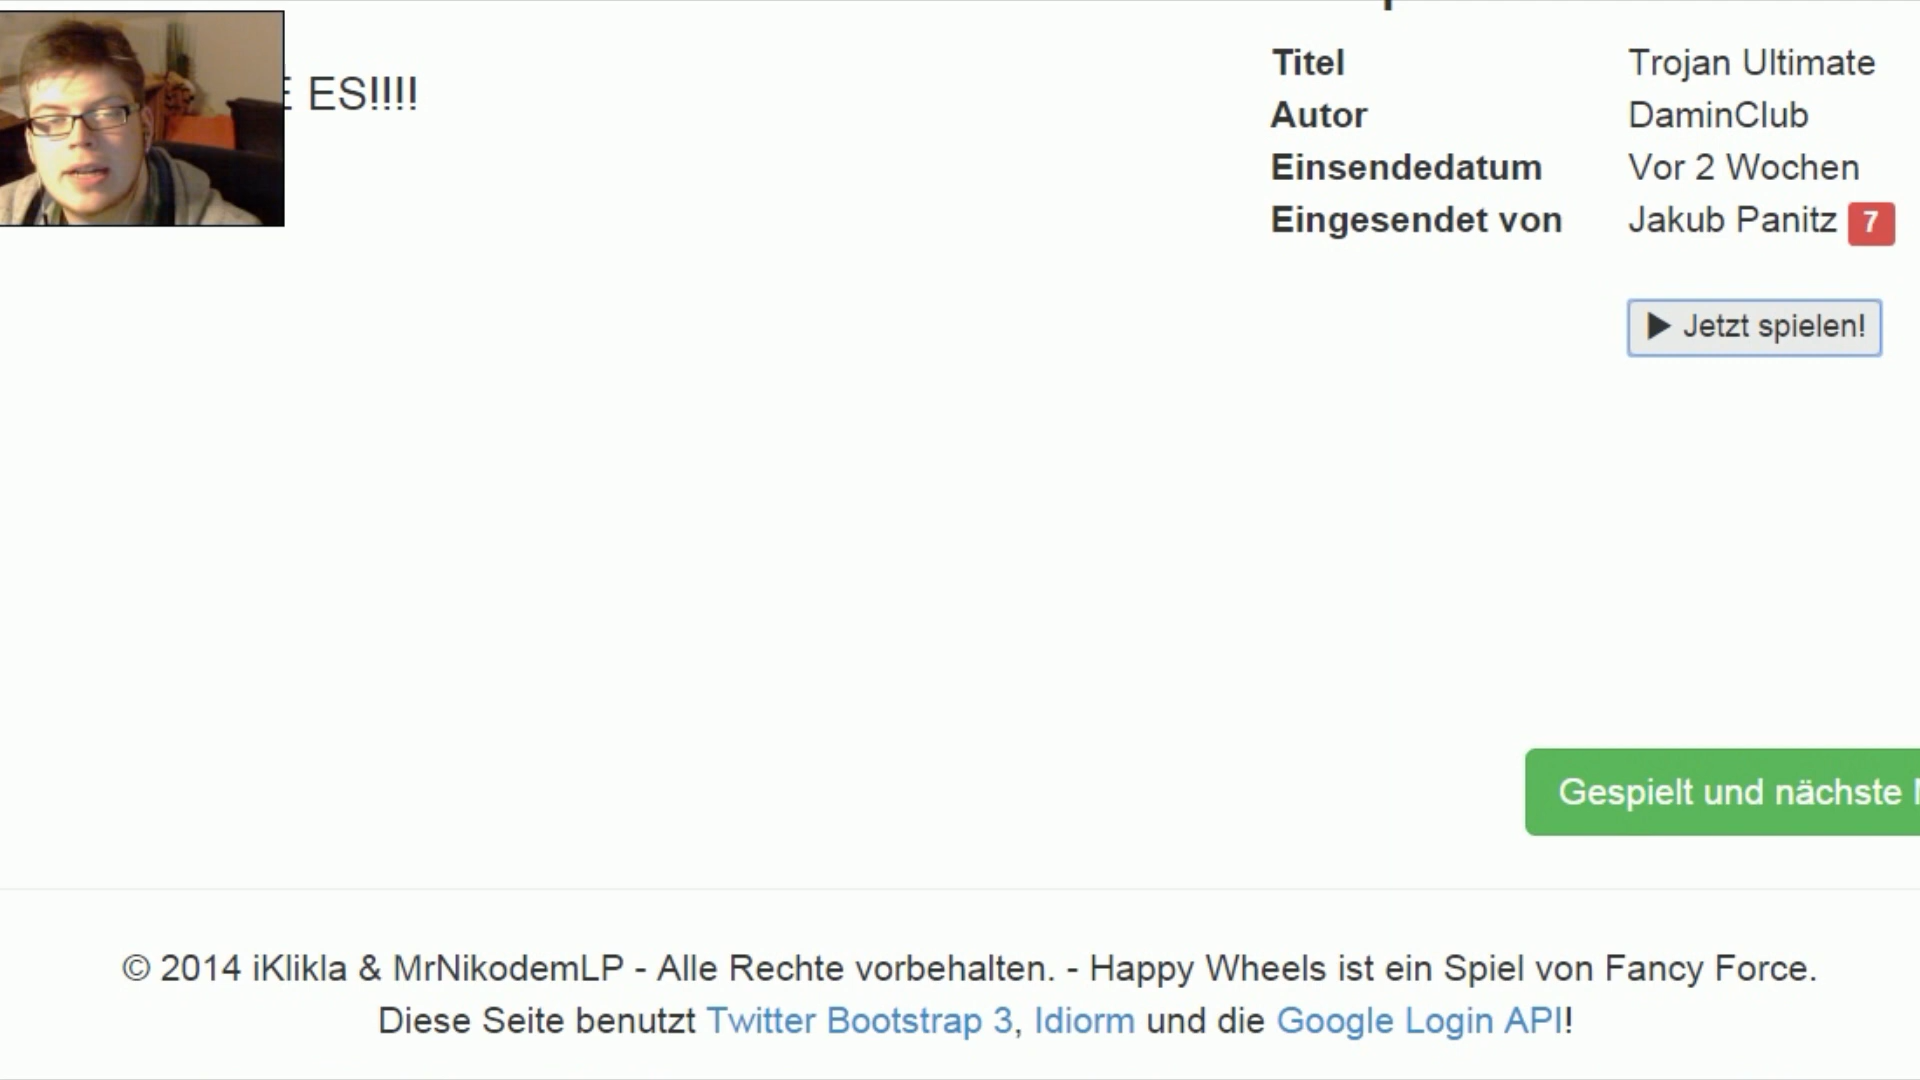 ES!!!!
Titel Trojan Ultimate
Autor DaminClub
Einsendedatum Vor 2 Wochen
Eingesendet von Jakub Panitz 7
Jetzt spielen!
Gespielt und nächste
© 2014 iKlikla & MrNikodemLP - Alle Rechte vorbehalten. - Happy Wheels ist ein Spiel von Fancy Force.
Diese Seite benutzt Twitter Bootstrap 3, Idiorm und die Google Login API!